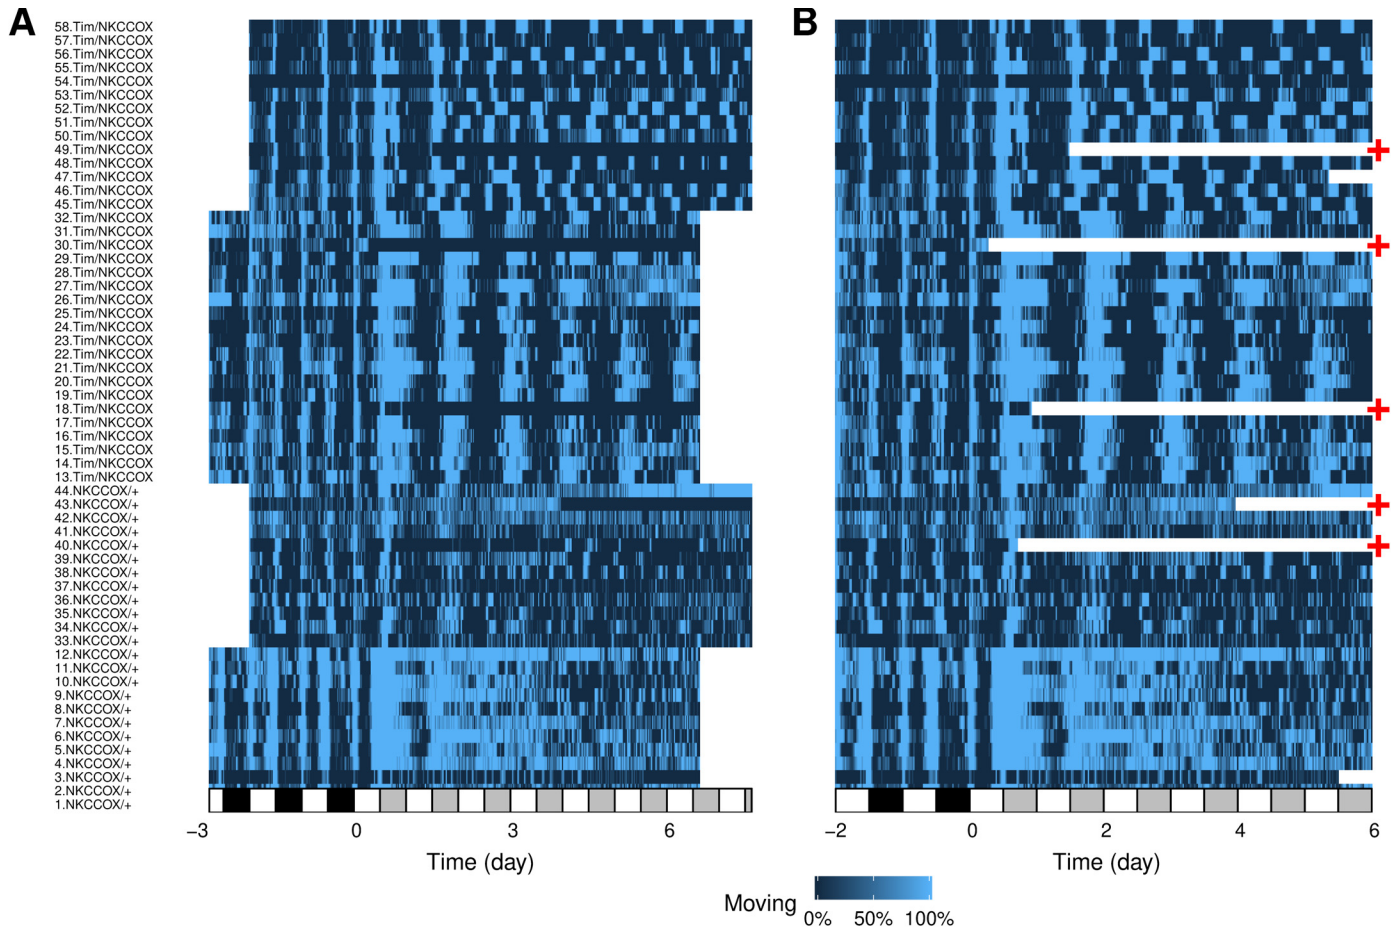 A
B
58.Tim/NKCCOX
57.Tim/NKCCOX
56.Tim/NKCCOX
55.Tim/NKCCOX
54.Tim/NKCCOX
53.Tim/NKCCOX
52.Tim/NKCCOX
51.Tim/NKCCOX
50.Tim/NKCCOX
49.Tim/NKCCOX
48.Tim/NKCCOX
47.Tim/NKCCOX
46.Tim/NKCCOX
45.Tim/NKCCOX
32.Tim/NKCCOX
31.Tim/NKCCOX
30.Tim/NKCCOX
29.Tim/NKCCOX
28.Tim/NKCCOX
27.Tim/NKCCOX
26.Tim/NKCCOX
25.Tim/NKCCOX
24.Tim/NKCCOX
23.Tim/NKCCOX
22.Tim/NKCCOX
21.Tim/NKCCOX
20.Tim/NKCCOX
19.Tim/NKCCOX
18.Tim/NKCCOX
17.Tim/NKCCOX
16.Tim/NKCCOX
15.Tim/NKCCOX
14.Tim/NKCCOX
13.Tim/NKCCOX
44.NKCCOX/+
43.NKCCOX/+
42.NKCCOX/+
41.NKCCOX/+
40.NKCCOX/+
39.NKCCOX/+
38.NKCCOX/+
37.NKCCOX/+
36.NKCCOX/+
35.NKCCOX/+
34.NKCCOX/+
33.NKCCOX/+
12.NKCCOX/+
11.NKCCOX/+
10.NKCCOX/+
9.NKCCOX/+
8.NKCCOX/+
7.NKCCOX/+
6.NKCCOX/+
5.NKCCOX/+
4.NKCCOX/+
3.NKCCOX/+
2.NKCCOX/+
1.NKCCOX/+
−3 0 3 6
Time (day)
−2 0 2 4 6
Time (day)
Moving
0% 50% 100%